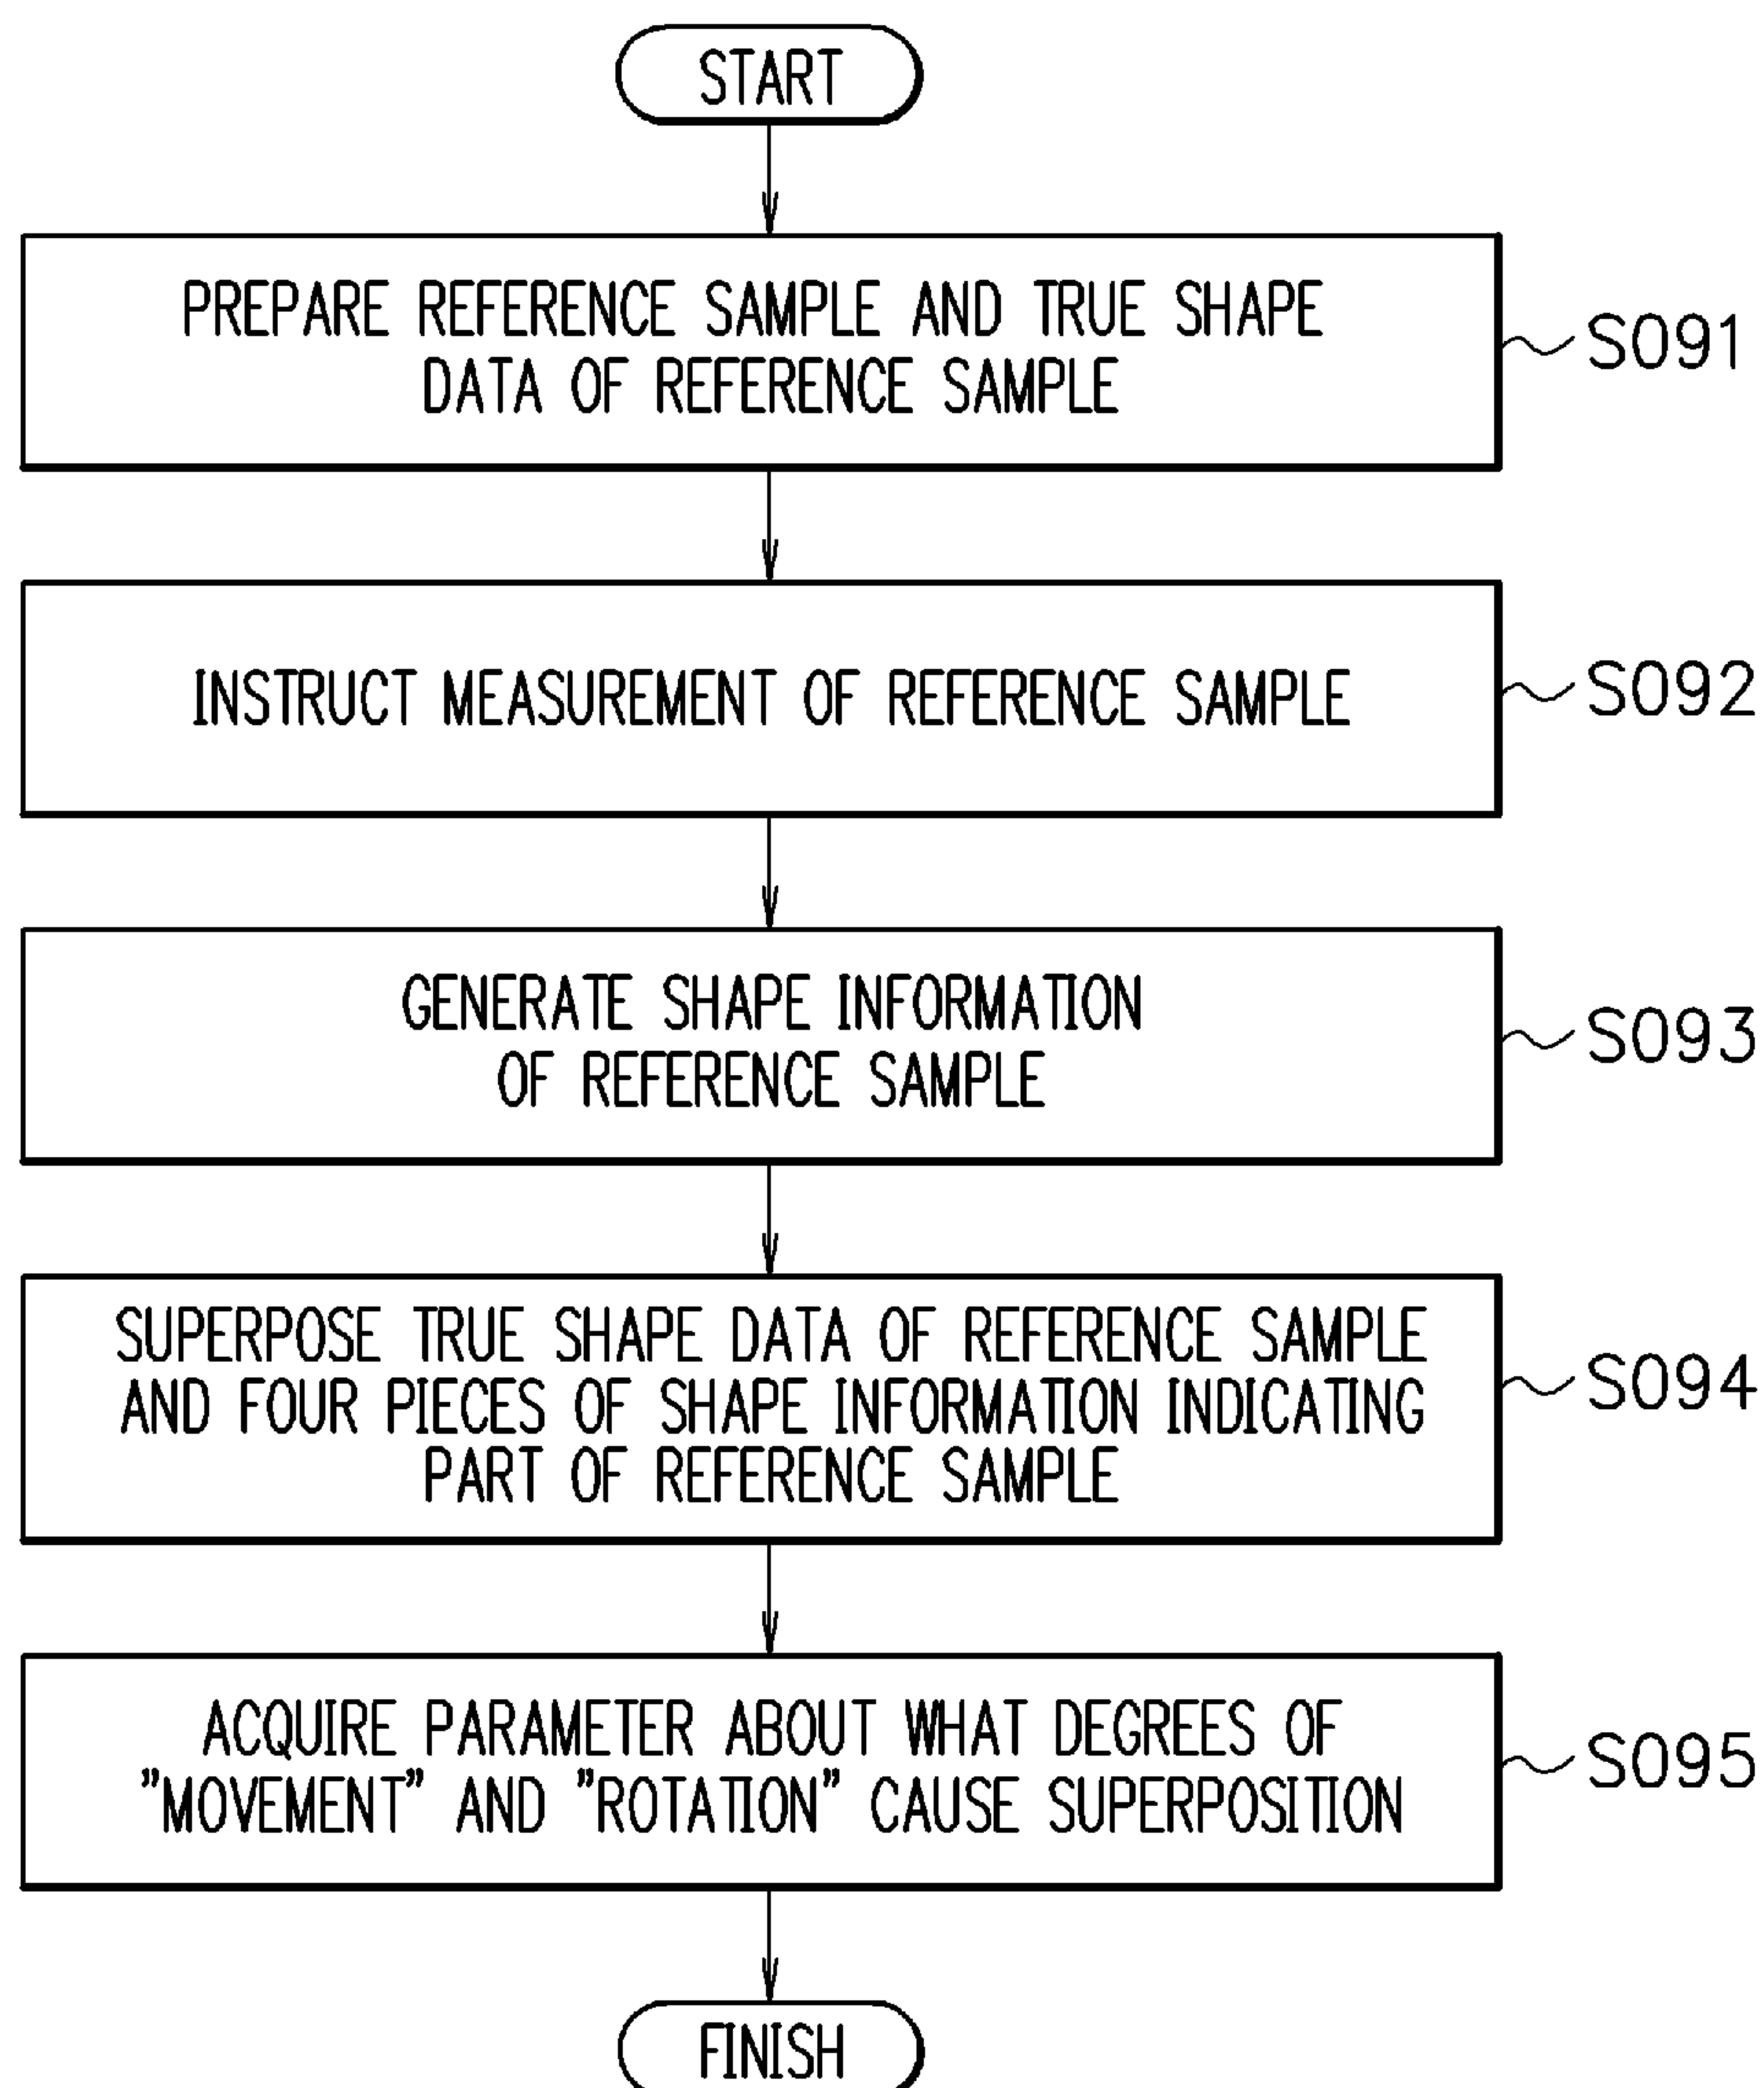 START
PREPARE REFERENCE SAMPLE AND TRUE SHAPE
DATA OF REFERENCE SAMPLE
S091
INSTRUCT MEASUREMENT OF REFERENCE SAMPLE
S092
GENERATE SHAPE INFORMATION
OF REFERENCE SAMPLE
S093
SUPERPOSE TRUE SHAPE DATA OF REFERENCE SAMPLE
AND FOUR PIECES OF SHAPE INFORMATION INDICATING
PART OF REFERENCE SAMPLE
S094
ACQUIRE PARAMETER ABOUT WHAT DEGREES OF
"MOVEMENT" AND "ROTATION" CAUSE SUPERPOSITION
S095
FINISH